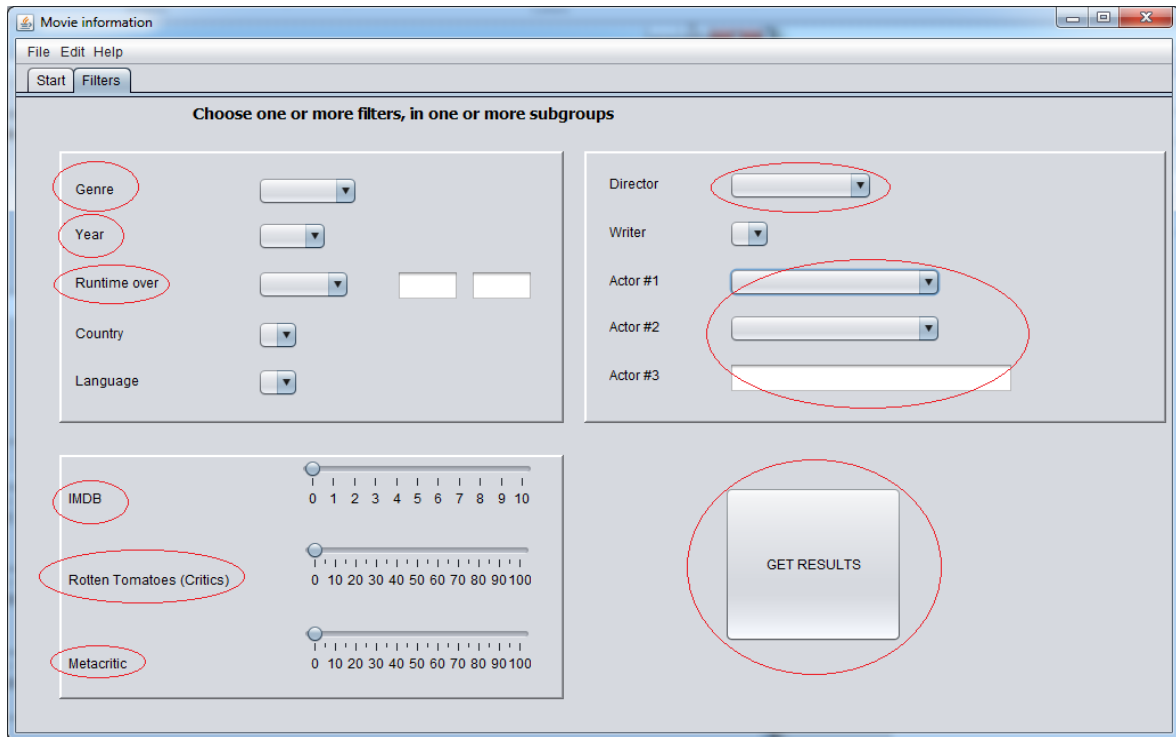 Movie information
File Edit Help
Start Filters
Choose one or more filters, in one or more subgroups
Genre
Year
Runtime over
Country
Language
Director
Writer
Actor #1
Actor #2
Actor #3
IMDB
0 1 2 3 4 5 6 7 8 9 10
Rotten Tomatoes (Critics)
0 10 20 30 40 50 60 70 80 90 100
Metacritic
0 10 20 30 40 50 60 70 80 90 100
GET RESULTS